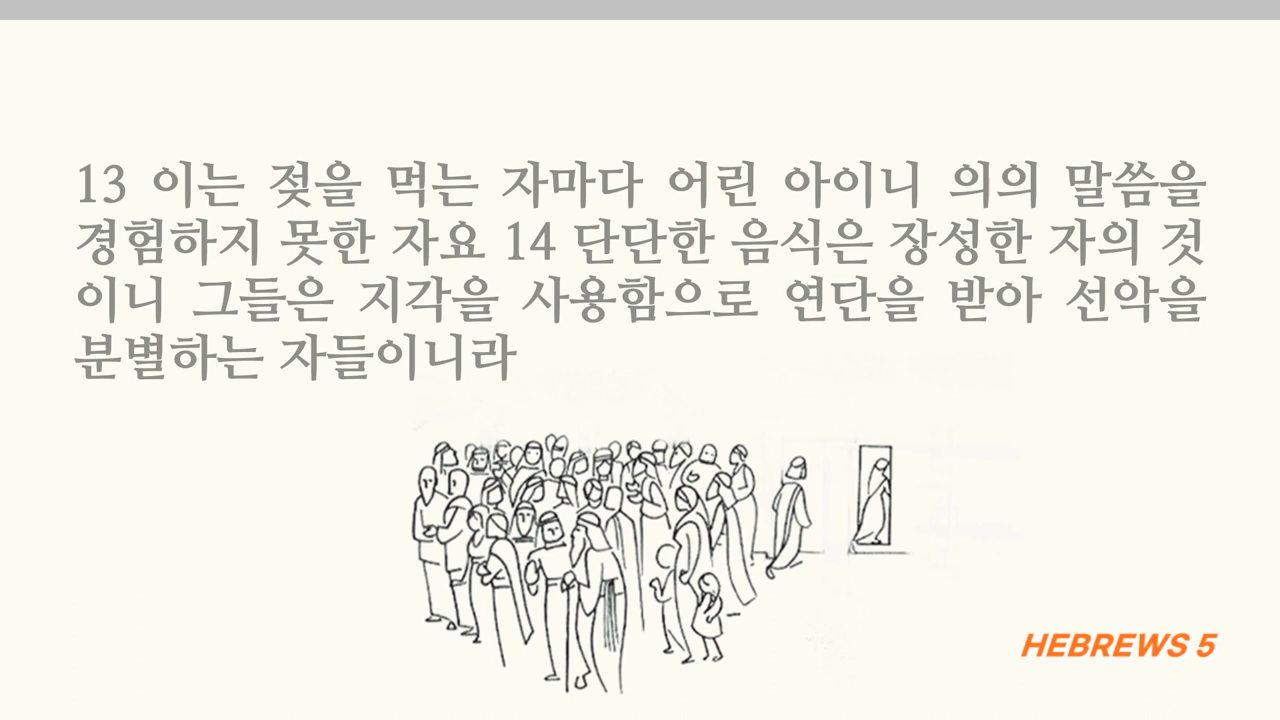 13 이는 젖을 먹는 자마다 어린 아이니 의의 말씀을
경험하지 못한 자요 14 단단한 음식은 장성한 자의 것
이니 그들은 지각을 사용함으로 연단을 받아 선악을
분별하는 자들이니라
HEBREWS 5